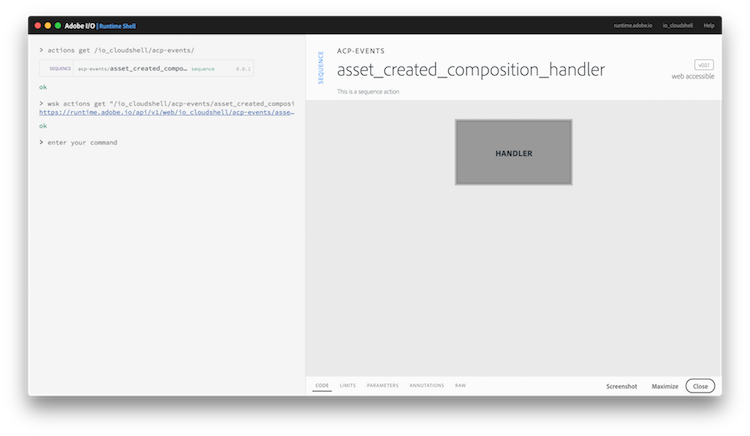 Adobe I/O | Runtime Shell
runtime.adobe.io io_cloudshell Help
> actions get /io_cloudshell/acp-events/
SEQUENCE acp-events/asset_created_compo… sequence 0.0.1
ok
> wsk actions get "/io_cloudshell/acp-events/asset_created_composi
https://runtime.adobe.io/api/v1/web/io_cloudshell/acp-events/asse…
ok
> enter your command
SEQUENCE
ACP-EVENTS
asset_created_composition_handler
v0.0.1
web accessible
This is a sequence action
HANDLER
CODE LIMITS PARAMETERS ANNOTATIONS RAW
Screenshot Maximize Close